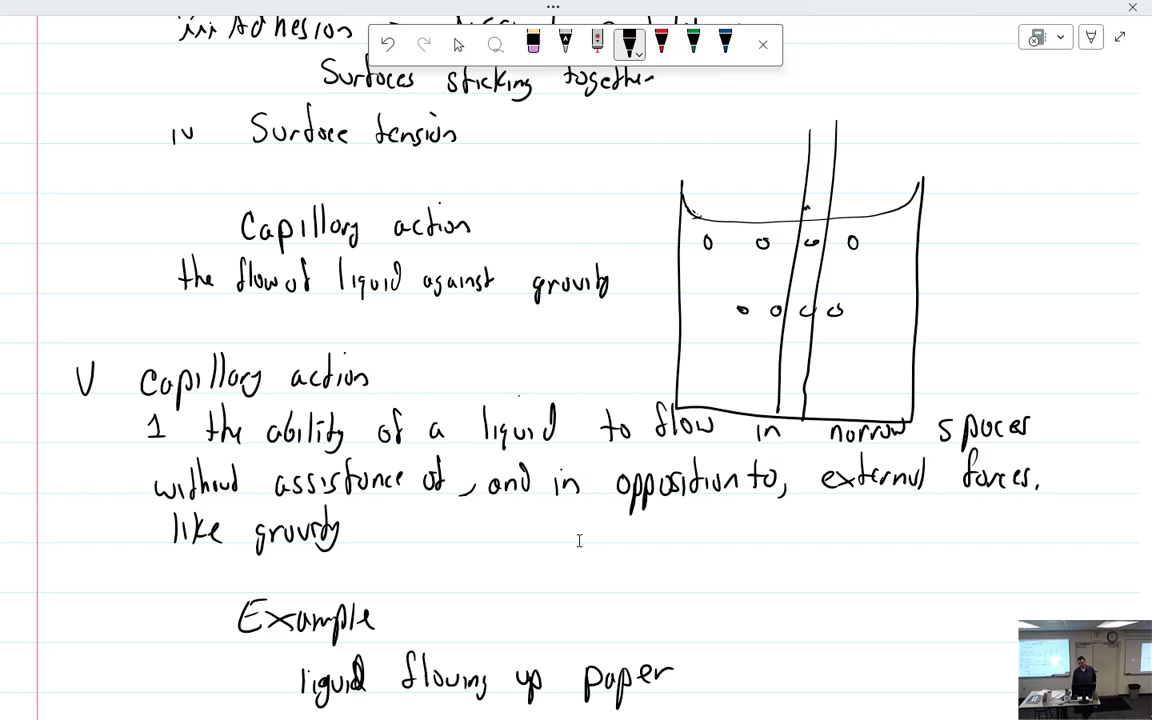 iii Adhesion
Surfaces sticking together
iv Surface tension
Capillary action
the flow of liquid against gravity
V Capillary action
1 the ability of a liquid to flow in narrow spaces
without assistance of, and in opposition to, external forces.
like gravity
Example
liquid flowing up paper